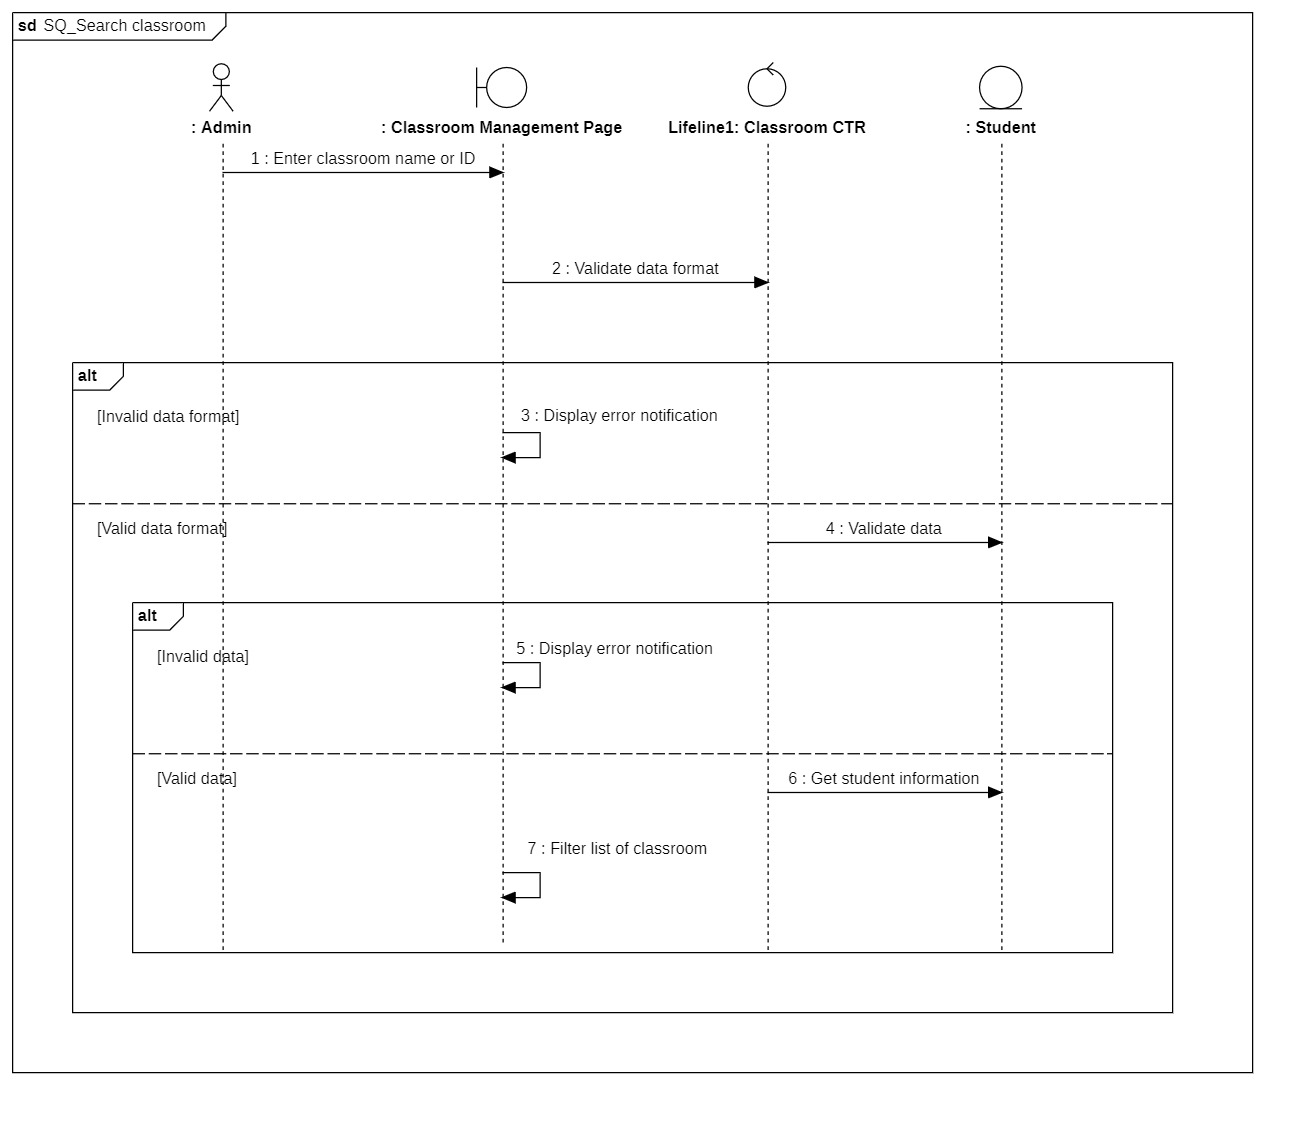 sd SQ_Search classroom
: Admin
: Classroom Management Page
Lifeline1: Classroom CTR
: Student
1 : Enter classroom name or ID
2 : Validate data format
alt
[Invalid data format]
3 : Display error notification
[Valid data format]
4 : Validate data
alt
[Invalid data]
5 : Display error notification
[Valid data]
6 : Get student information
7 : Filter list of classroom